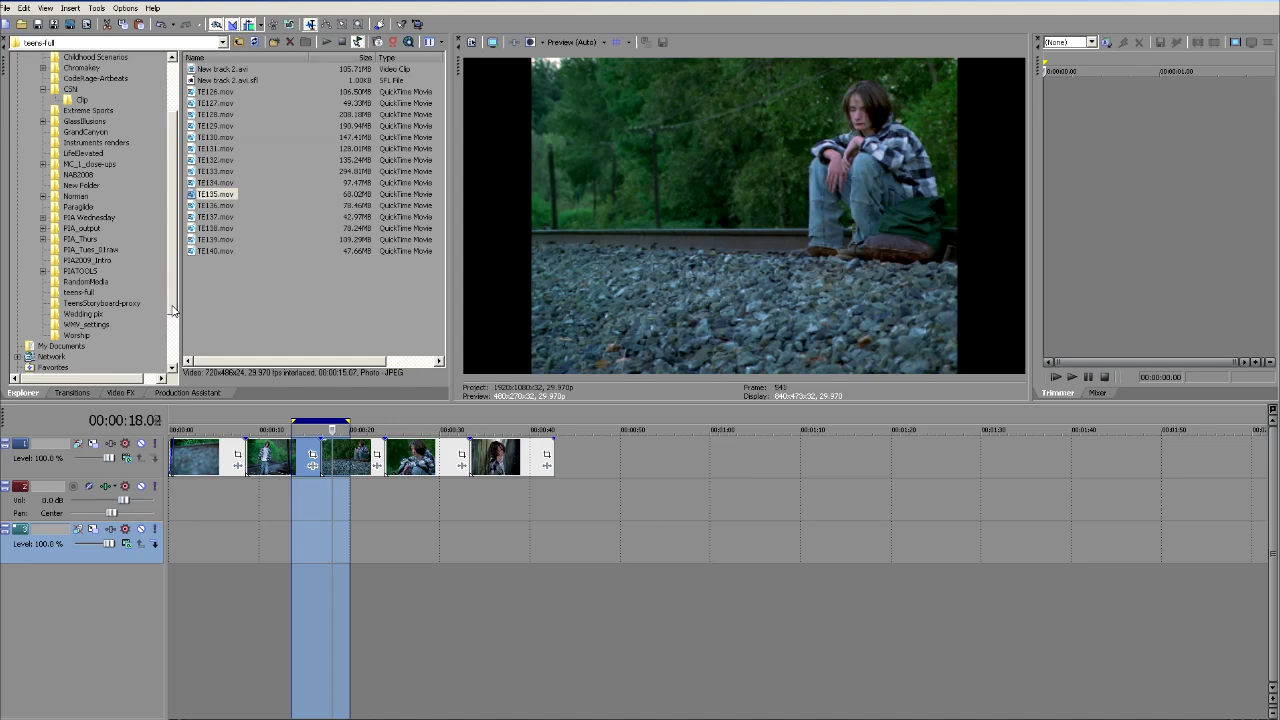 File Edit View Insert Tools Options Help
teens-full
Preview (Auto)
(None)
Childhood Scenarios
Chromakey
CodeRage-Artbeats
CSN
Clip
Extreme Sports
GlassIllusions
GrandCanyon
Instruments renders
LifeElevated
MC_1_dose-ups
NAB2008
New Folder
Norman
Paraglide
PIA Wednesday
PIA_output
PIA_Thurs
PIA_Tues_01raw
PIA2009_Intro
PIATOOLS
RandomMedia
teens-full
TeensStoryboard-proxy
Wedding pix
WMV_settings
Worship
My Documents
Network
Favorites
Name Size Type
New track 2.avi 105.71MB Video Clip
New track 2.avi.sfl 1.00KB SFL File
TE126.mov 106.50MB QuickTime Movie
TE127.mov 49.33MB QuickTime Movie
TE128.mov 208.18MB QuickTime Movie
TE129.mov 190.94MB QuickTime Movie
TE130.mov 147.41MB QuickTime Movie
TE131.mov 128.01MB QuickTime Movie
TE132.mov 135.24MB QuickTime Movie
TE133.mov 294.81MB QuickTime Movie
TE134.mov 97.47MB QuickTime Movie
TE135.mov 68.02MB QuickTime Movie
TE136.mov 78.46MB QuickTime Movie
TE137.mov 42.97MB QuickTime Movie
TE138.mov 78.24MB QuickTime Movie
TE139.mov 109.29MB QuickTime Movie
TE140.mov 47.66MB QuickTime Movie
Video: 720x486x24, 29.970 fps interlaced, 00:00:15.07, Photo - JPEG
Explorer Transitions Video FX Production Assistant
Project: 1920x1080x32, 29.970p Frame: 540
Preview: 480x270x32, 29.970p Display: 840x473x32, 29.970
00:00:00.00 00:00:01.00
00:00:00.00
Trimmer Mixer
00:00:18.02
00:00:00 00:00:10 00:00:20 00:00:30 00:00:40 00:00:50 00:01:00 00:01:10 00:01:20 00:01:30 00:01:40 00:01:50 00:02:00
1
Level: 100.0 %
2
Vol: 0.0 dB
Pan: Center
3
Level: 100.0 %